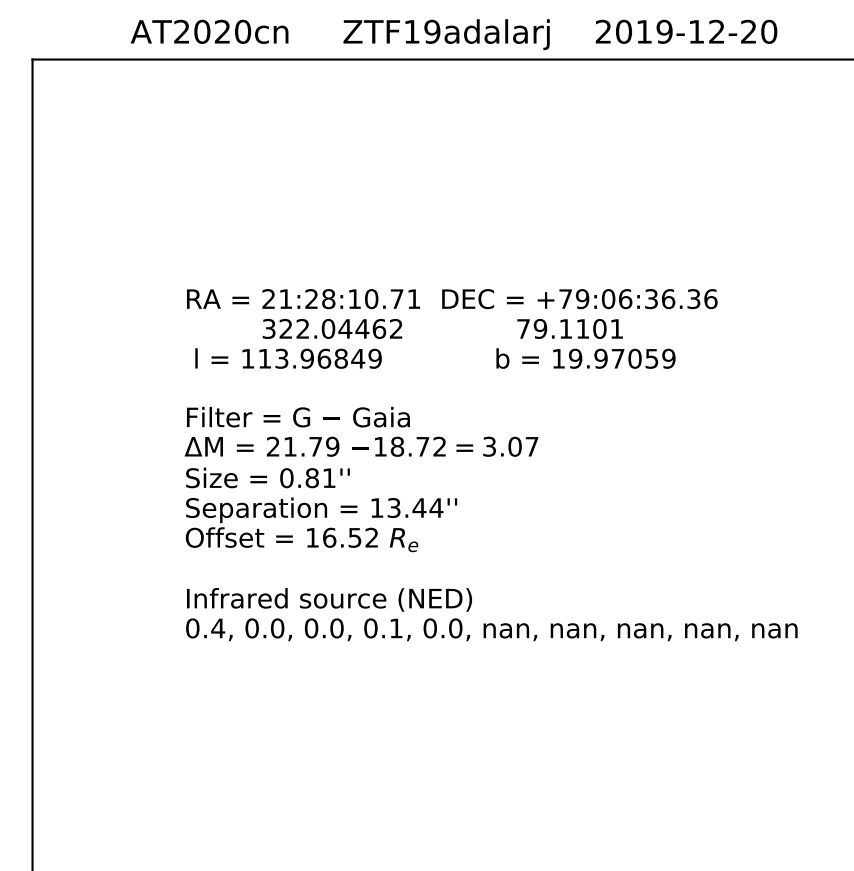 AT2020cn ZTF19adalarj 2019-12-20
RA = 21:28:10.71 DEC = +79:06:36.36
322.04462 79.1101
l = 113.96849 b = 19.97059
Filter = G − Gaia
ΔM = 21.79 −18.72 = 3.07
Size = 0.81''
Separation = 13.44''
Offset = 16.52 Re
Infrared source (NED)
0.4, 0.0, 0.0, 0.1, 0.0, nan, nan, nan, nan, nan